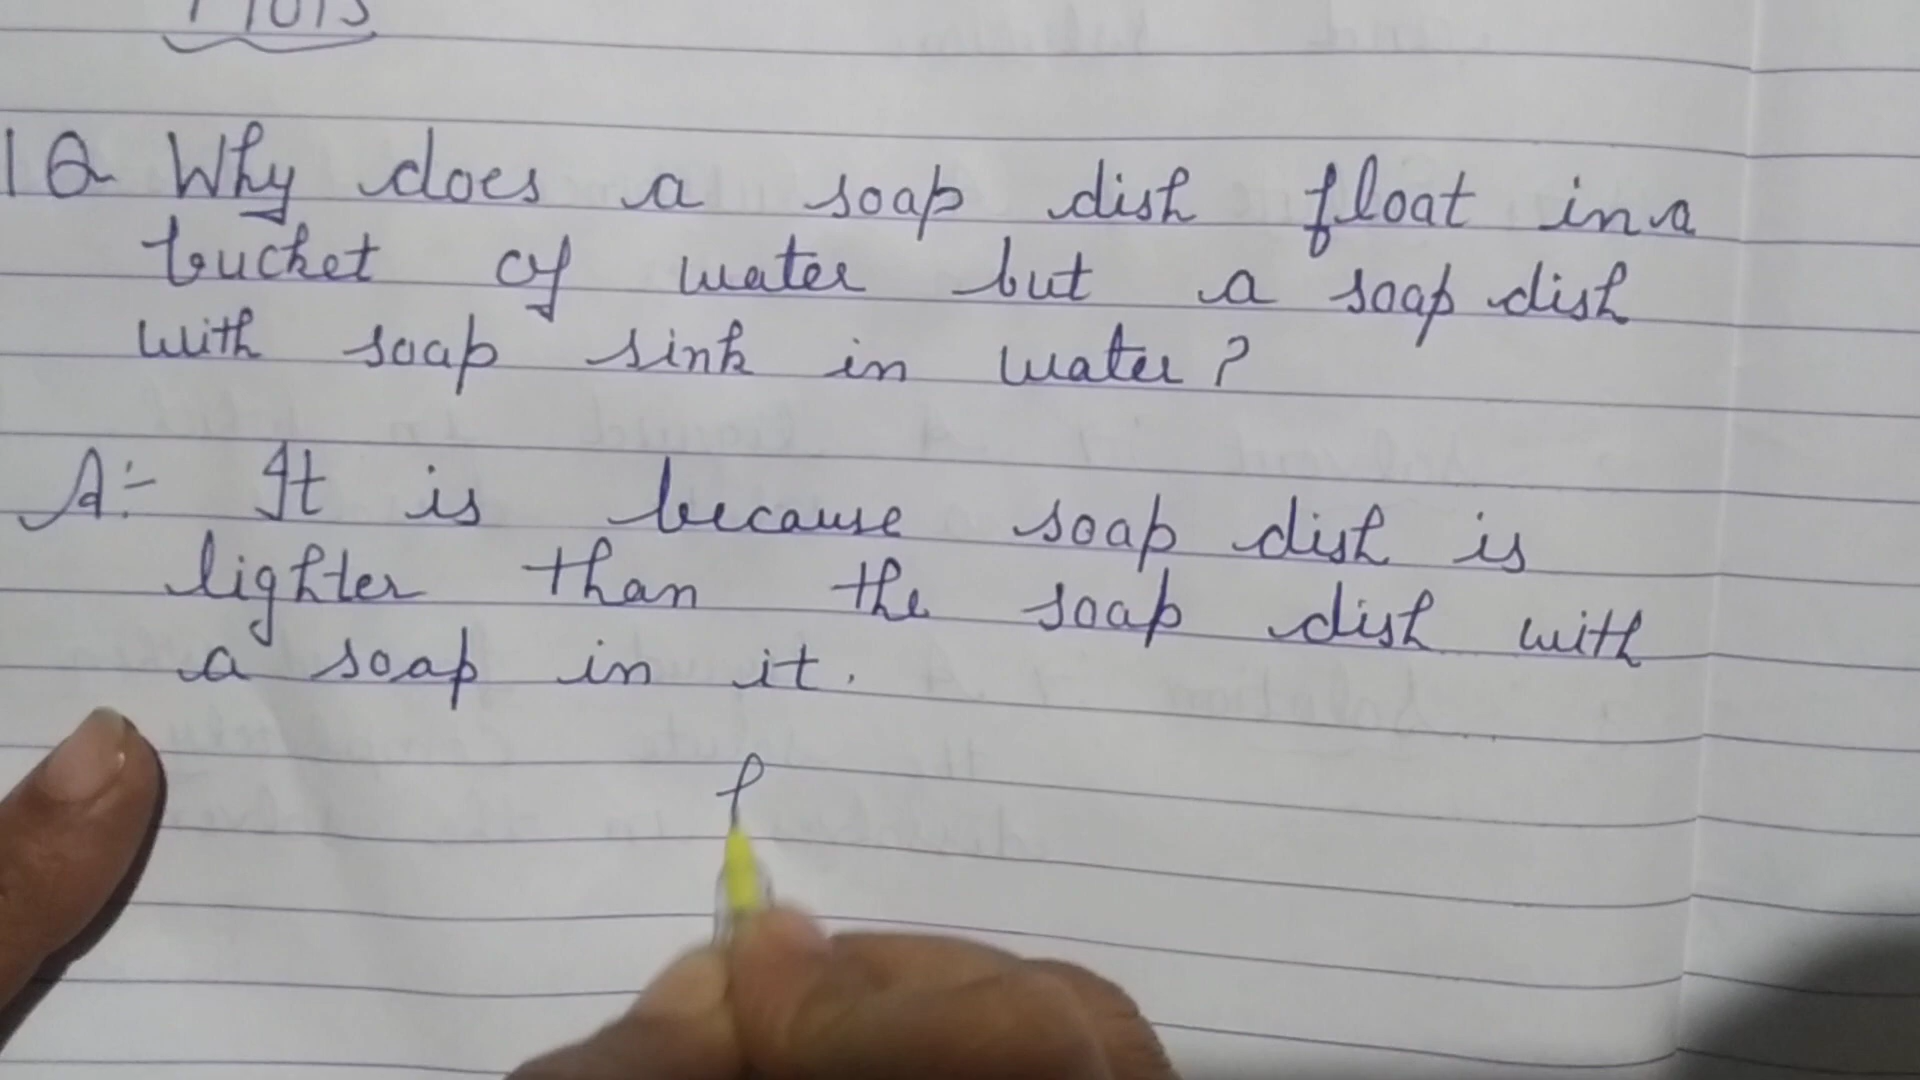 1Q Why does a soap dish float in a
bucket of water but a soap dish
with soap sink in water?
A:- It is because soap dish is
lighter than the soap dish with
a soap in it.